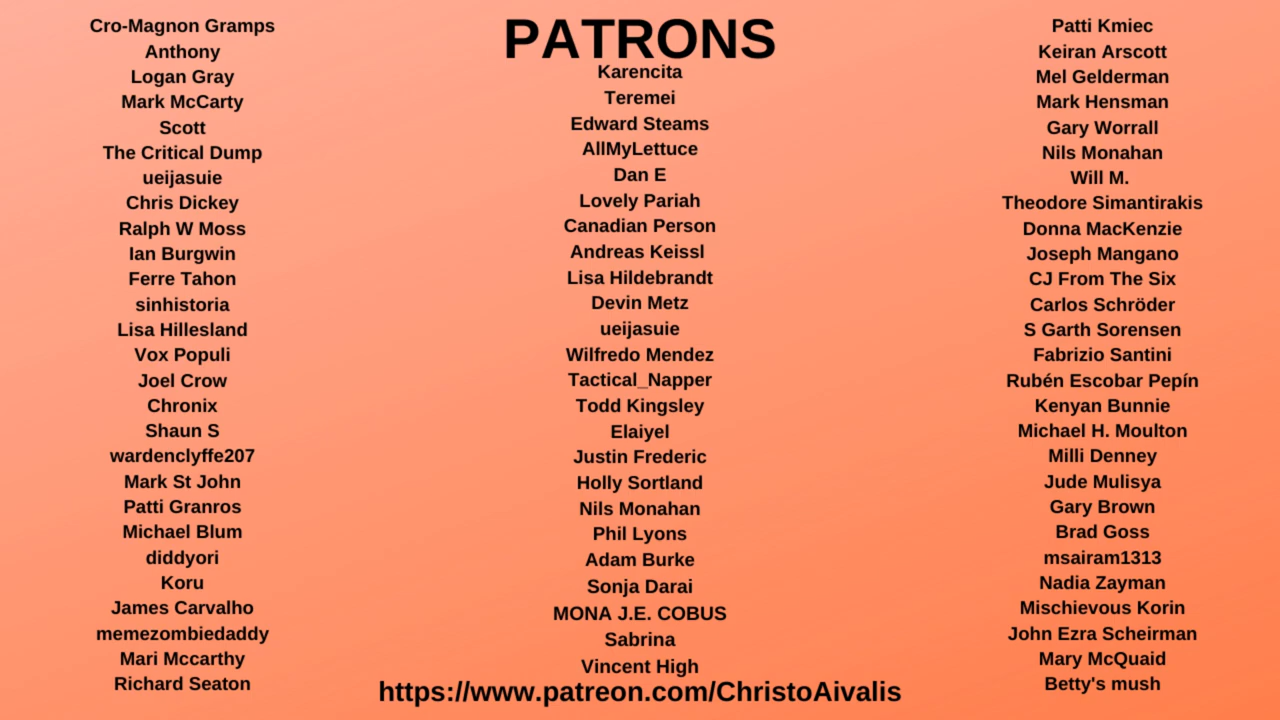 Cro-Magnon Gramps
Anthony
Logan Gray
Mark McCarty
Scott
The Critical Dump
ueijasuie
Chris Dickey
Ralph W Moss
Ian Burgwin
Ferre Tahon
sinhistoria
Lisa Hillesland
Vox Populi
Joel Crow
Chronix
Shaun S
wardenclyffe207
Mark St John
Patti Granros
Michael Blum
diddyori
Koru
James Carvalho
memezombiedaddy
Mari Mccarthy
Richard Seaton
PATRONS
Karencita
Teremei
Edward Steams
AllMyLettuce
Dan E
Lovely Pariah
Canadian Person
Andreas Keissl
Lisa Hildebrandt
Devin Metz
ueijasuie
Wilfredo Mendez
Tactical_Napper
Todd Kingsley
Elaiyel
Justin Frederic
Holly Sortland
Nils Monahan
Phil Lyons
Adam Burke
Sonja Darai
MONA J.E. COBUS
Sabrina
Vincent High
https://www.patreon.com/ChristoAivalis
Patti Kmiec
Keiran Arscott
Mel Gelderman
Mark Hensman
Gary Worrall
Nils Monahan
Will M.
Theodore Simantirakis
Donna MacKenzie
Joseph Mangano
CJ From The Six
Carlos Schröder
S Garth Sorensen
Fabrizio Santini
Rubén Escobar Pepín
Kenyan Bunnie
Michael H. Moulton
Milli Denney
Jude Mulisya
Gary Brown
Brad Goss
msairam1313
Nadia Zayman
Mischievous Korin
John Ezra Scheirman
Mary McQuaid
Betty's mush